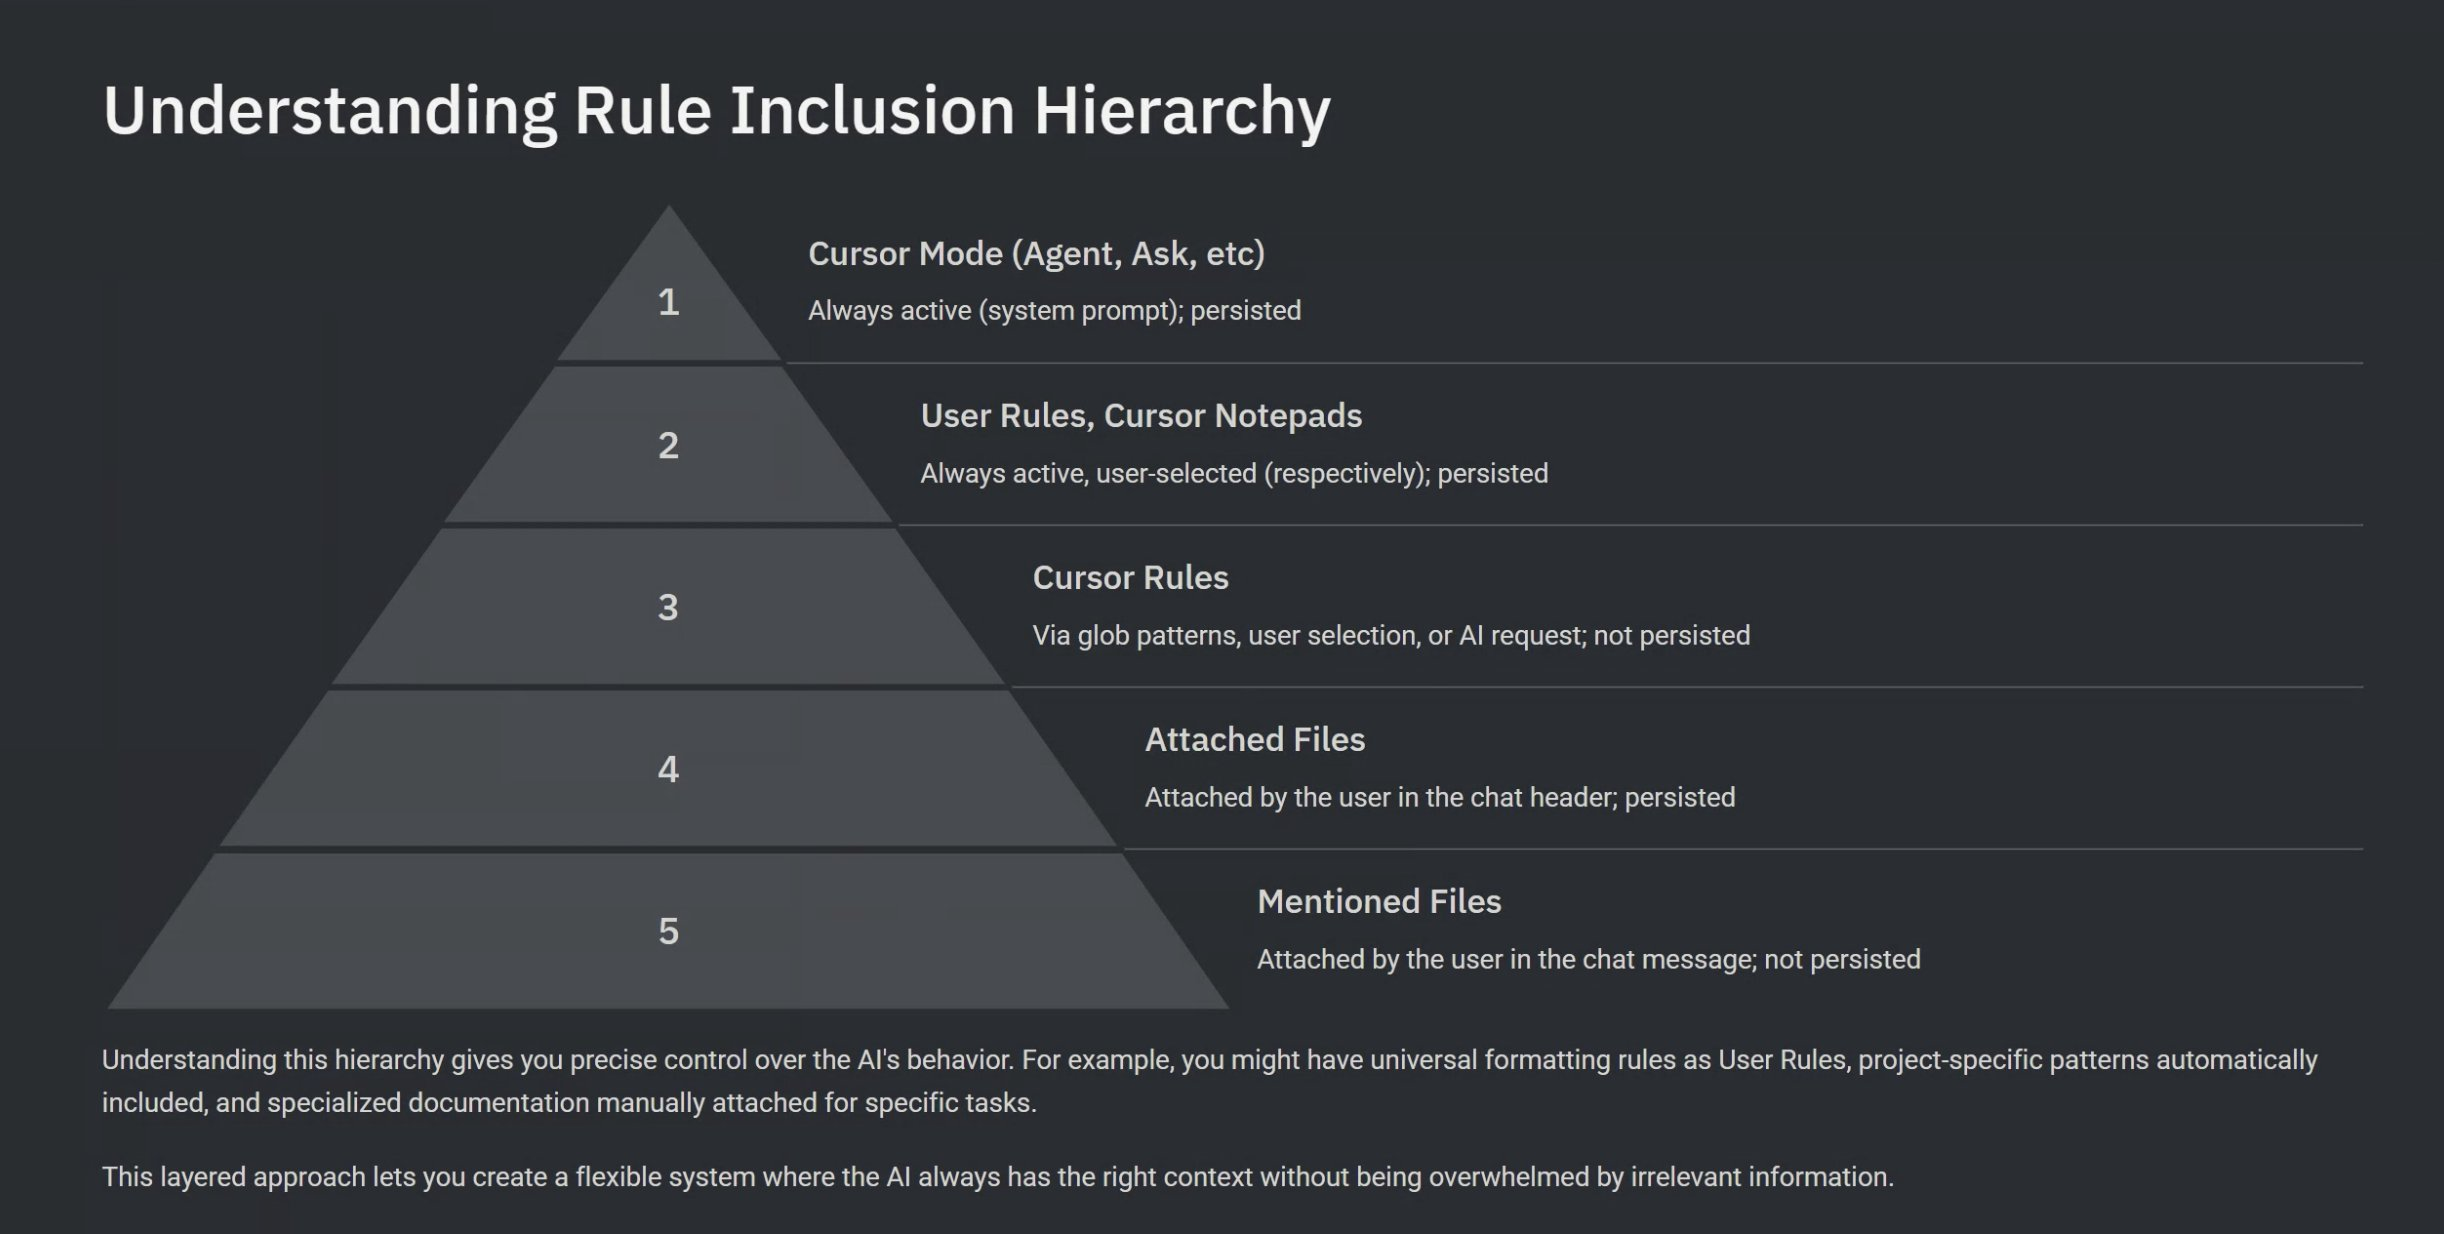 Understanding Rule Inclusion Hierarchy
1
Cursor Mode (Agent, Ask, etc)
Always active (system prompt); persisted
2
User Rules, Cursor Notepads
Always active, user-selected (respectively); persisted
3
Cursor Rules
Via glob patterns, user selection, or AI request; not persisted
4
Attached Files
Attached by the user in the chat header; persisted
5
Mentioned Files
Attached by the user in the chat message; not persisted
Understanding this hierarchy gives you precise control over the AI's behavior. For example, you might have universal formatting rules as User Rules, project-specific patterns automatically
included, and specialized documentation manually attached for specific tasks.
This layered approach lets you create a flexible system where the AI always has the right context without being overwhelmed by irrelevant information.